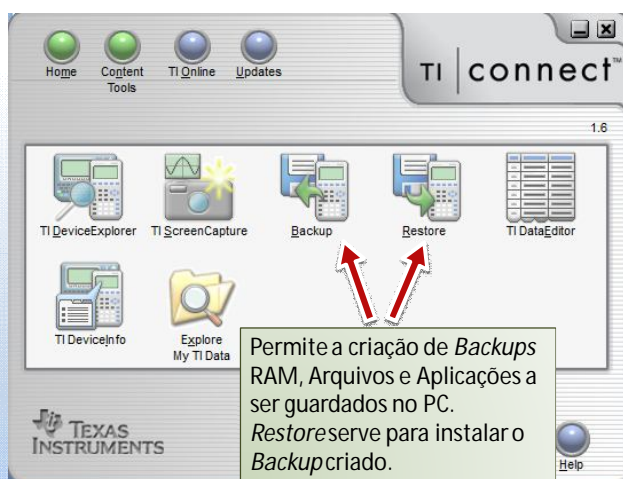 Home Content Tools TI Online Updates
TI connect™
1.6
TI DeviceExplorer TI ScreenCapture Backup Restore TI DataEditor
TI DeviceInfo Explore My TI Data
Permite a criação de Backups
RAM, Arquivos e Aplicações a
ser guardados no PC.
Restore serve para instalar o
Backup criado.
TEXAS
INSTRUMENTS
Help